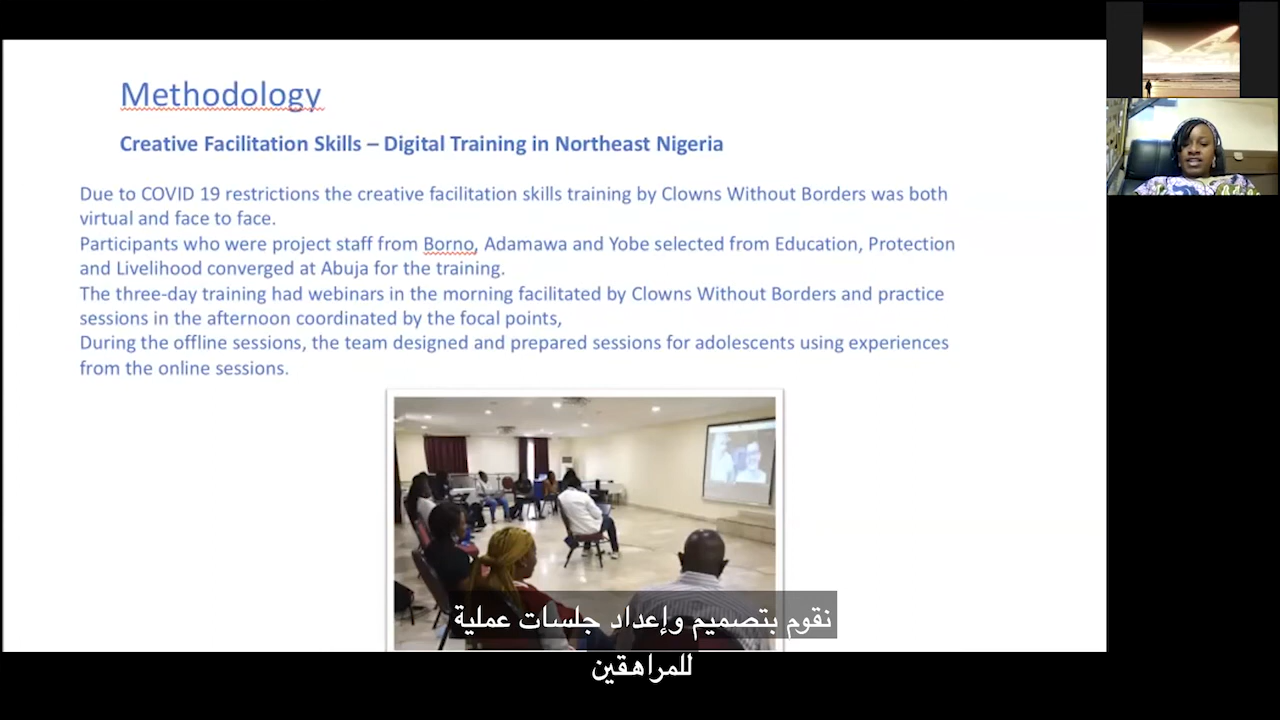 Methodology
Creative Facilitation Skills – Digital Training in Northeast Nigeria
Due to COVID 19 restrictions the creative facilitation skills training by Clowns Without Borders was both
virtual and face to face.
Participants who were project staff from Borno, Adamawa and Yobe selected from Education, Protection
and Livelihood converged at Abuja for the training.
The three-day training had webinars in the morning facilitated by Clowns Without Borders and practice
sessions in the afternoon coordinated by the focal points,
During the offline sessions, the team designed and prepared sessions for adolescents using experiences
from the online sessions.
نقوم بتصميم وإعداد جلسات عملية
للمراهقين